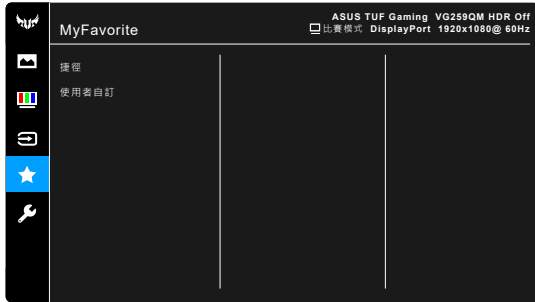 MyFavorite
ASUS TUF Gaming VG259QM HDR Off
比賽模式 DisplayPort 1920x1080@ 60Hz
捷徑
使用者自訂